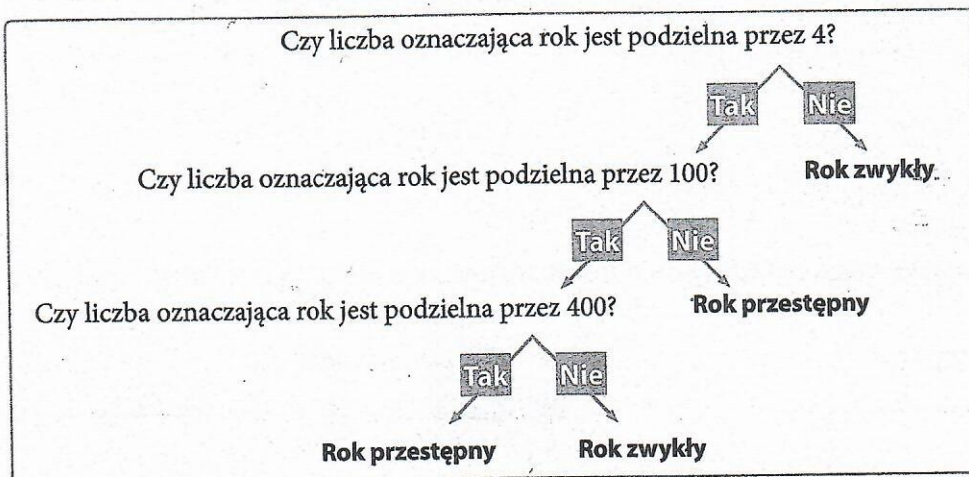 Czy liczba oznaczająca rok jest podzielna przez 4?
Tak Nie
Czy liczba oznaczająca rok jest podzielna przez 100?
Rok zwykły
Tak Nie
Czy liczba oznaczająca rok jest podzielna przez 400?
Rok przestępny
Tak Nie
Rok przestępny Rok zwykły